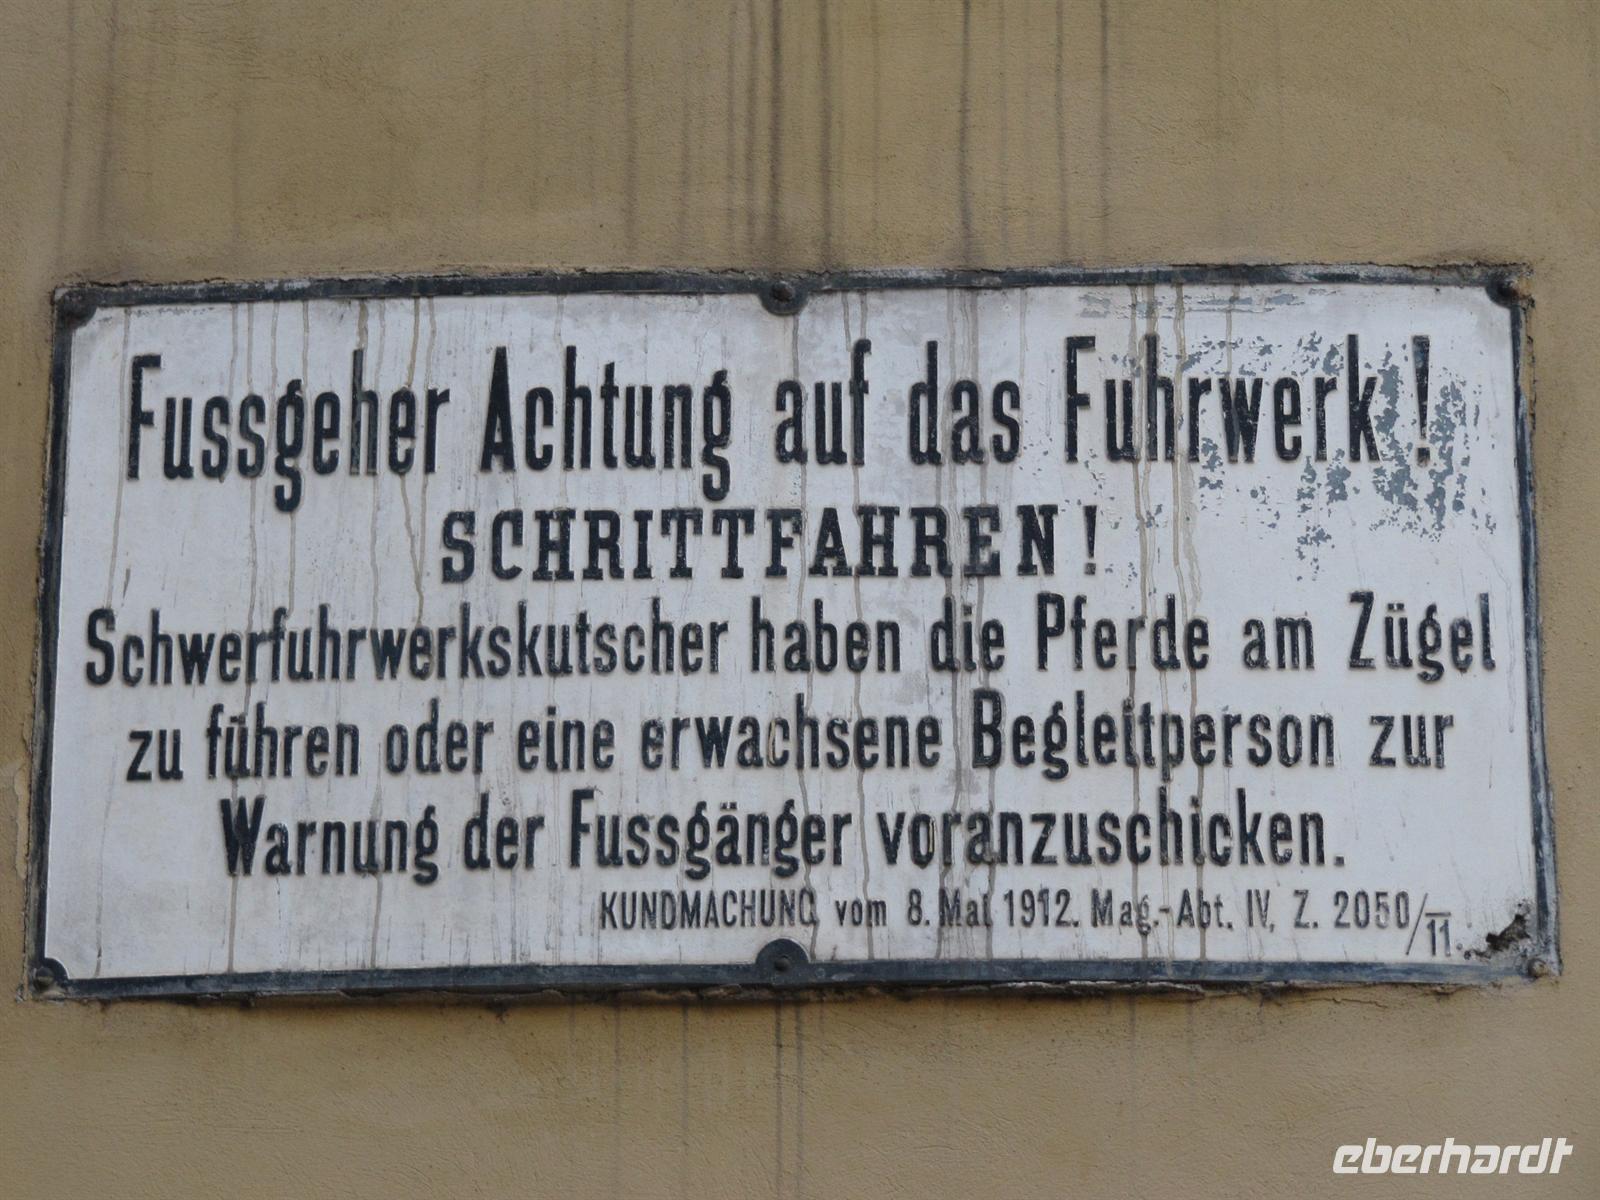 Fussgeher Achtung auf das Fuhrwerk!
SCHRITTFAHREN!
Schwerfuhrwerkskutscher haben die Pferde am Zügel
zu führen oder eine erwachsene Begleitperson zur
Warnung der Fussgänger voranzuschicken.
KUNDMACHUNG vom 8. Mai 1912. Mag.-Abt. IV, Z. 2050/11.
eberhardt